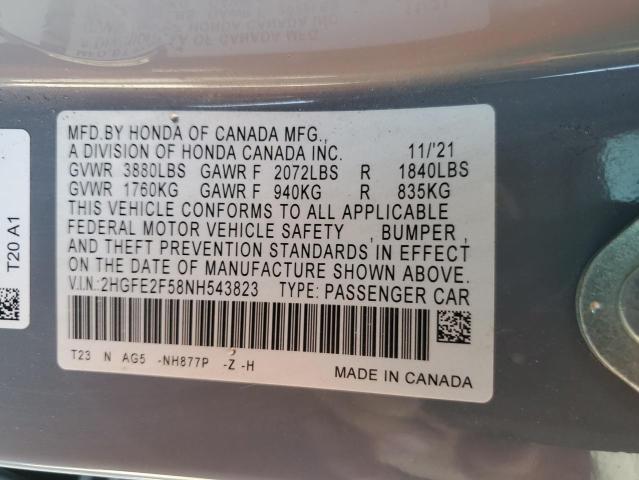 MFD.BY HONDA OF CANADA MFG.,
A DIVISION OF HONDA CANADA INC. 11/'21
GVWR 3880LBS GAWR F 2072LBS R 1840LBS
GVWR 1760KG GAWR F 940KG R 835KG
THIS VEHICLE CONFORMS TO ALL APPLICABLE
FEDERAL MOTOR VEHICLE SAFETY , BUMPER,
AND THEFT PREVENTION STANDARDS IN EFFECT
ON THE DATE OF MANUFACTURE SHOWN ABOVE.
V.I.N.:2HGFE2F58NH543823 TYPE: PASSENGER CAR
T23 N AG5 -NH877P -Z -H
MADE IN CANADA
T20 A1